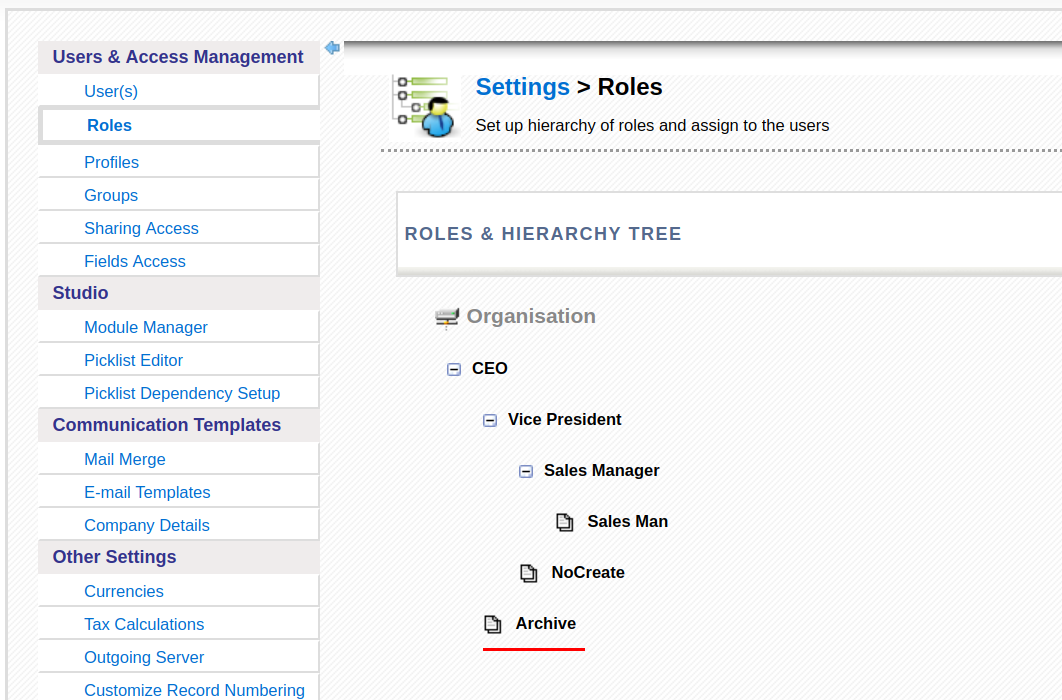 Users & Access Management
User(s)
Roles
Profiles
Groups
Sharing Access
Fields Access
Studio
Module Manager
Picklist Editor
Picklist Dependency Setup
Communication Templates
Mail Merge
E-mail Templates
Company Details
Other Settings
Currencies
Tax Calculations
Outgoing Server
Customize Record Numbering
Settings > Roles
Set up hierarchy of roles and assign to the users
ROLES & HIERARCHY TREE
Organisation
CEO
Vice President
Sales Manager
Sales Man
NoCreate
Archive